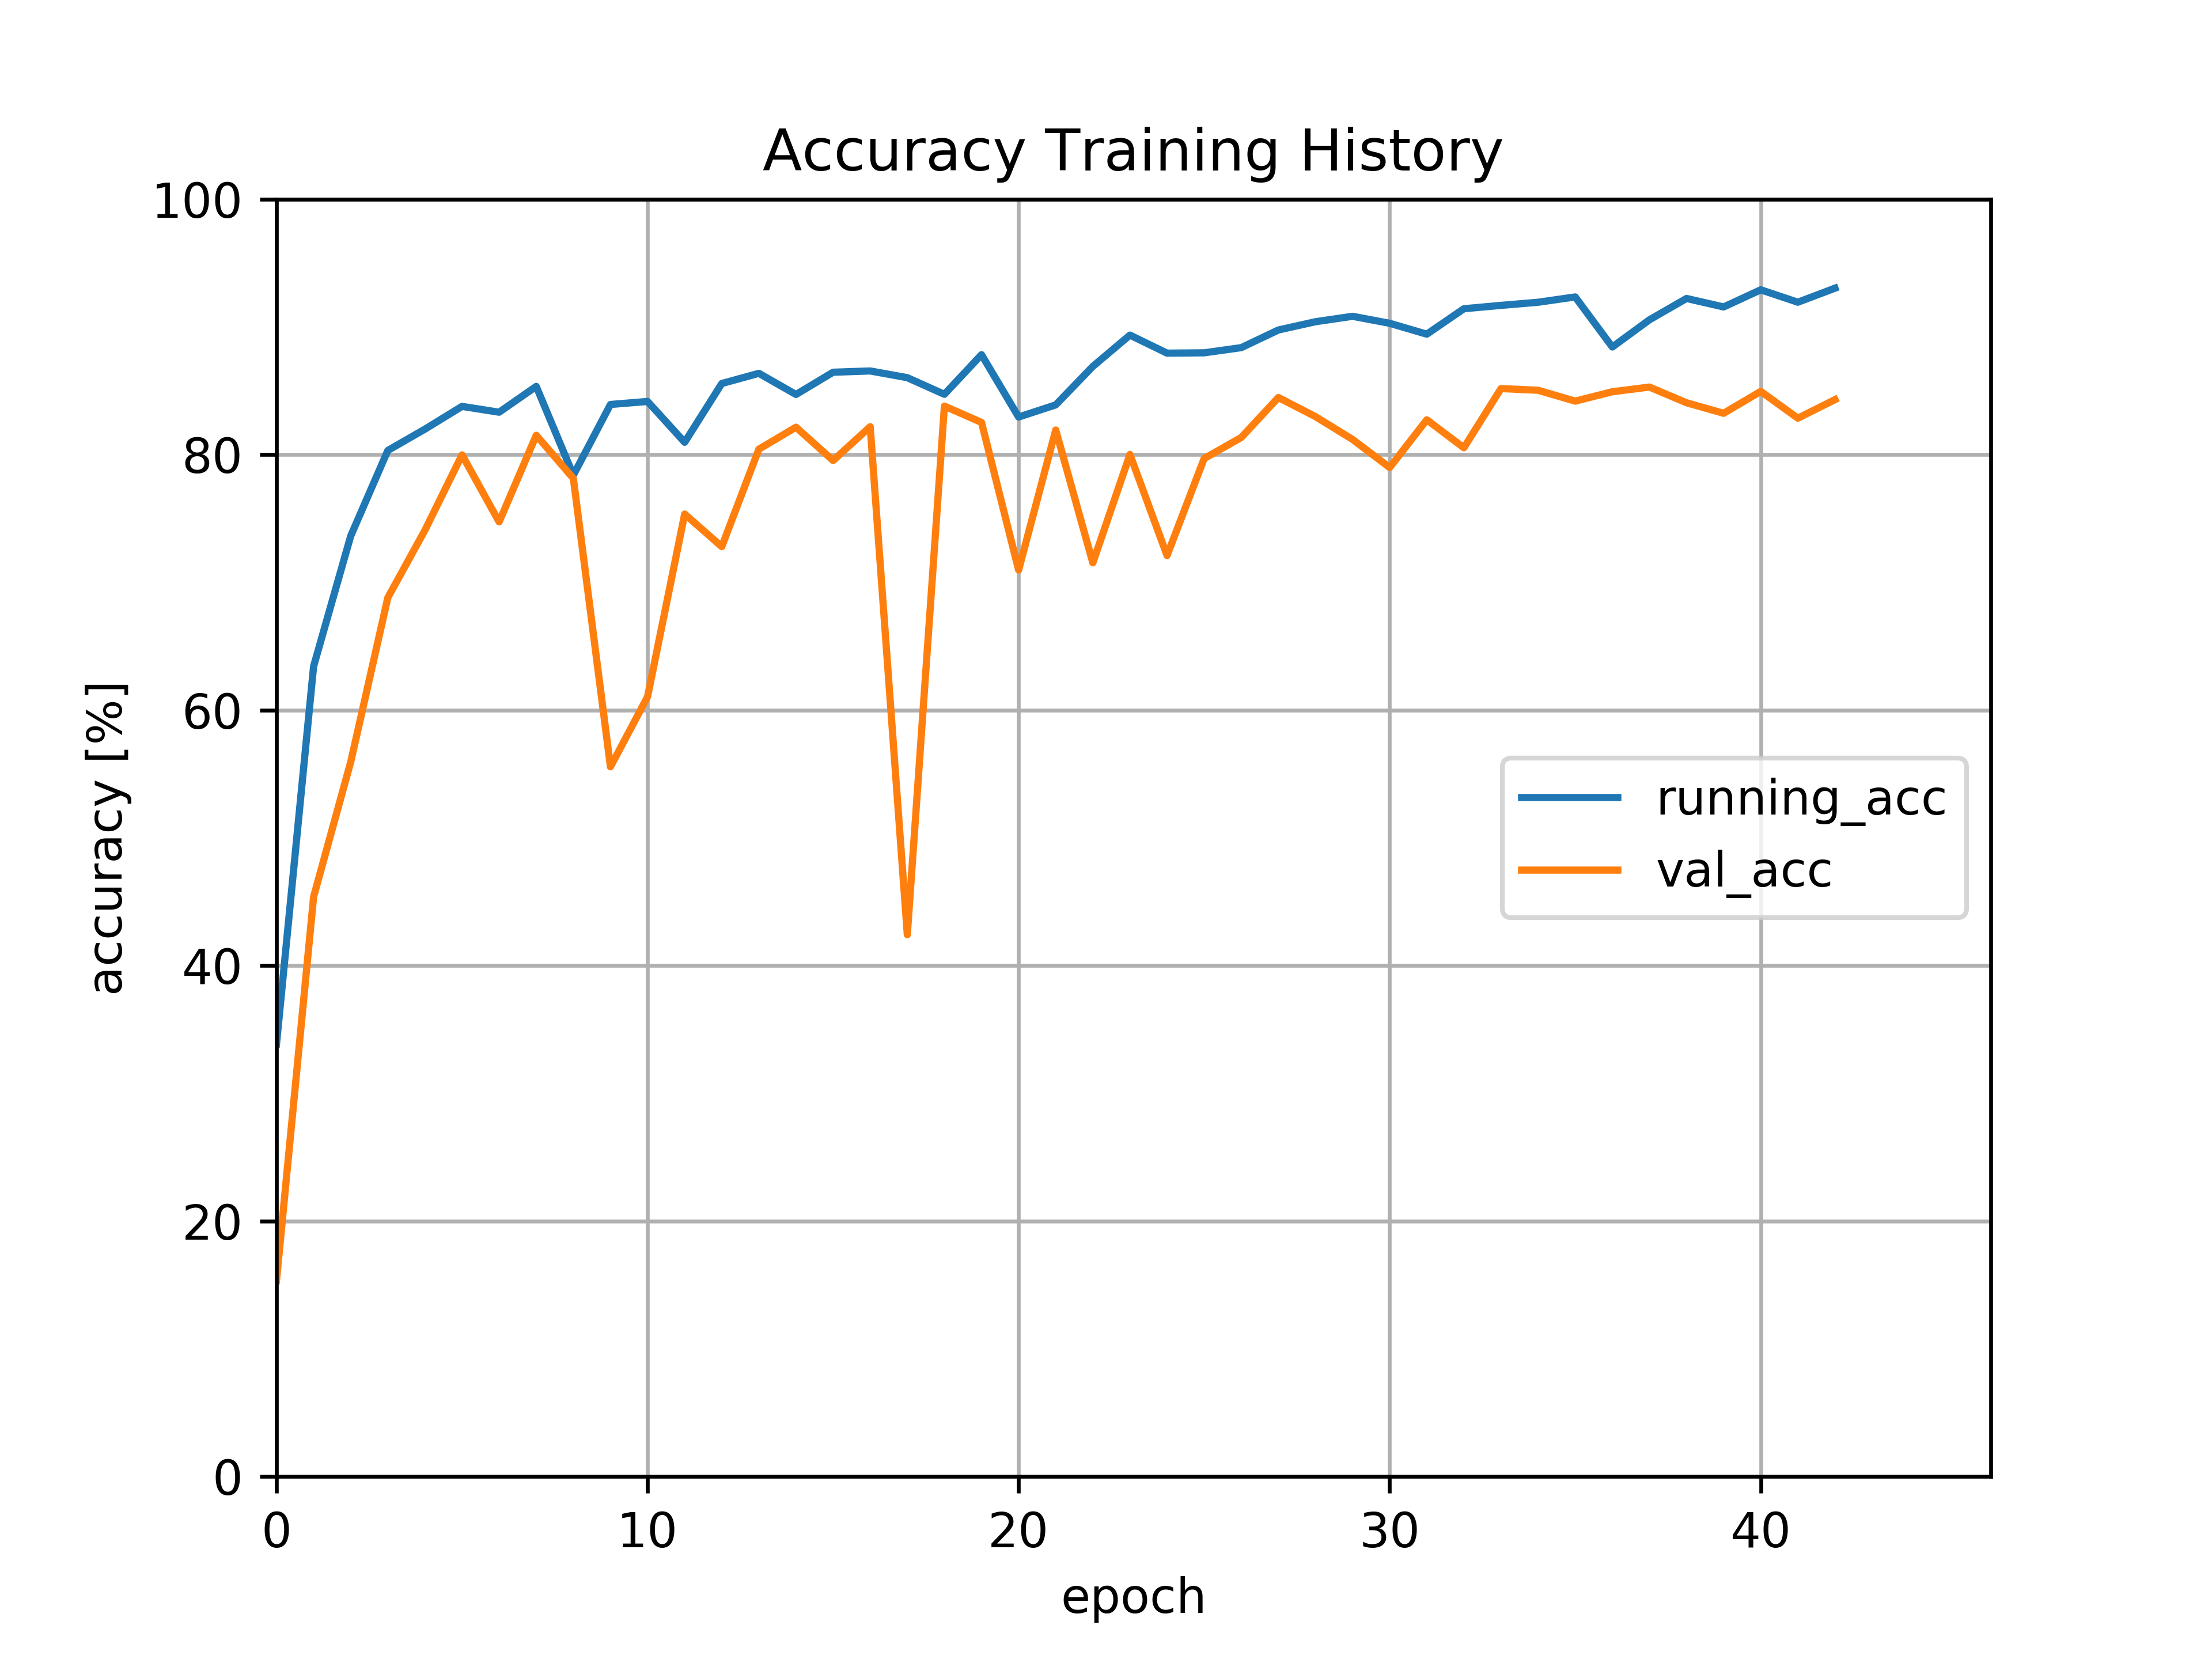 Accuracy Training History
100
80
60
40
20
0
accuracy [%]
running_acc
val_acc
0 10 20 30 40
epoch